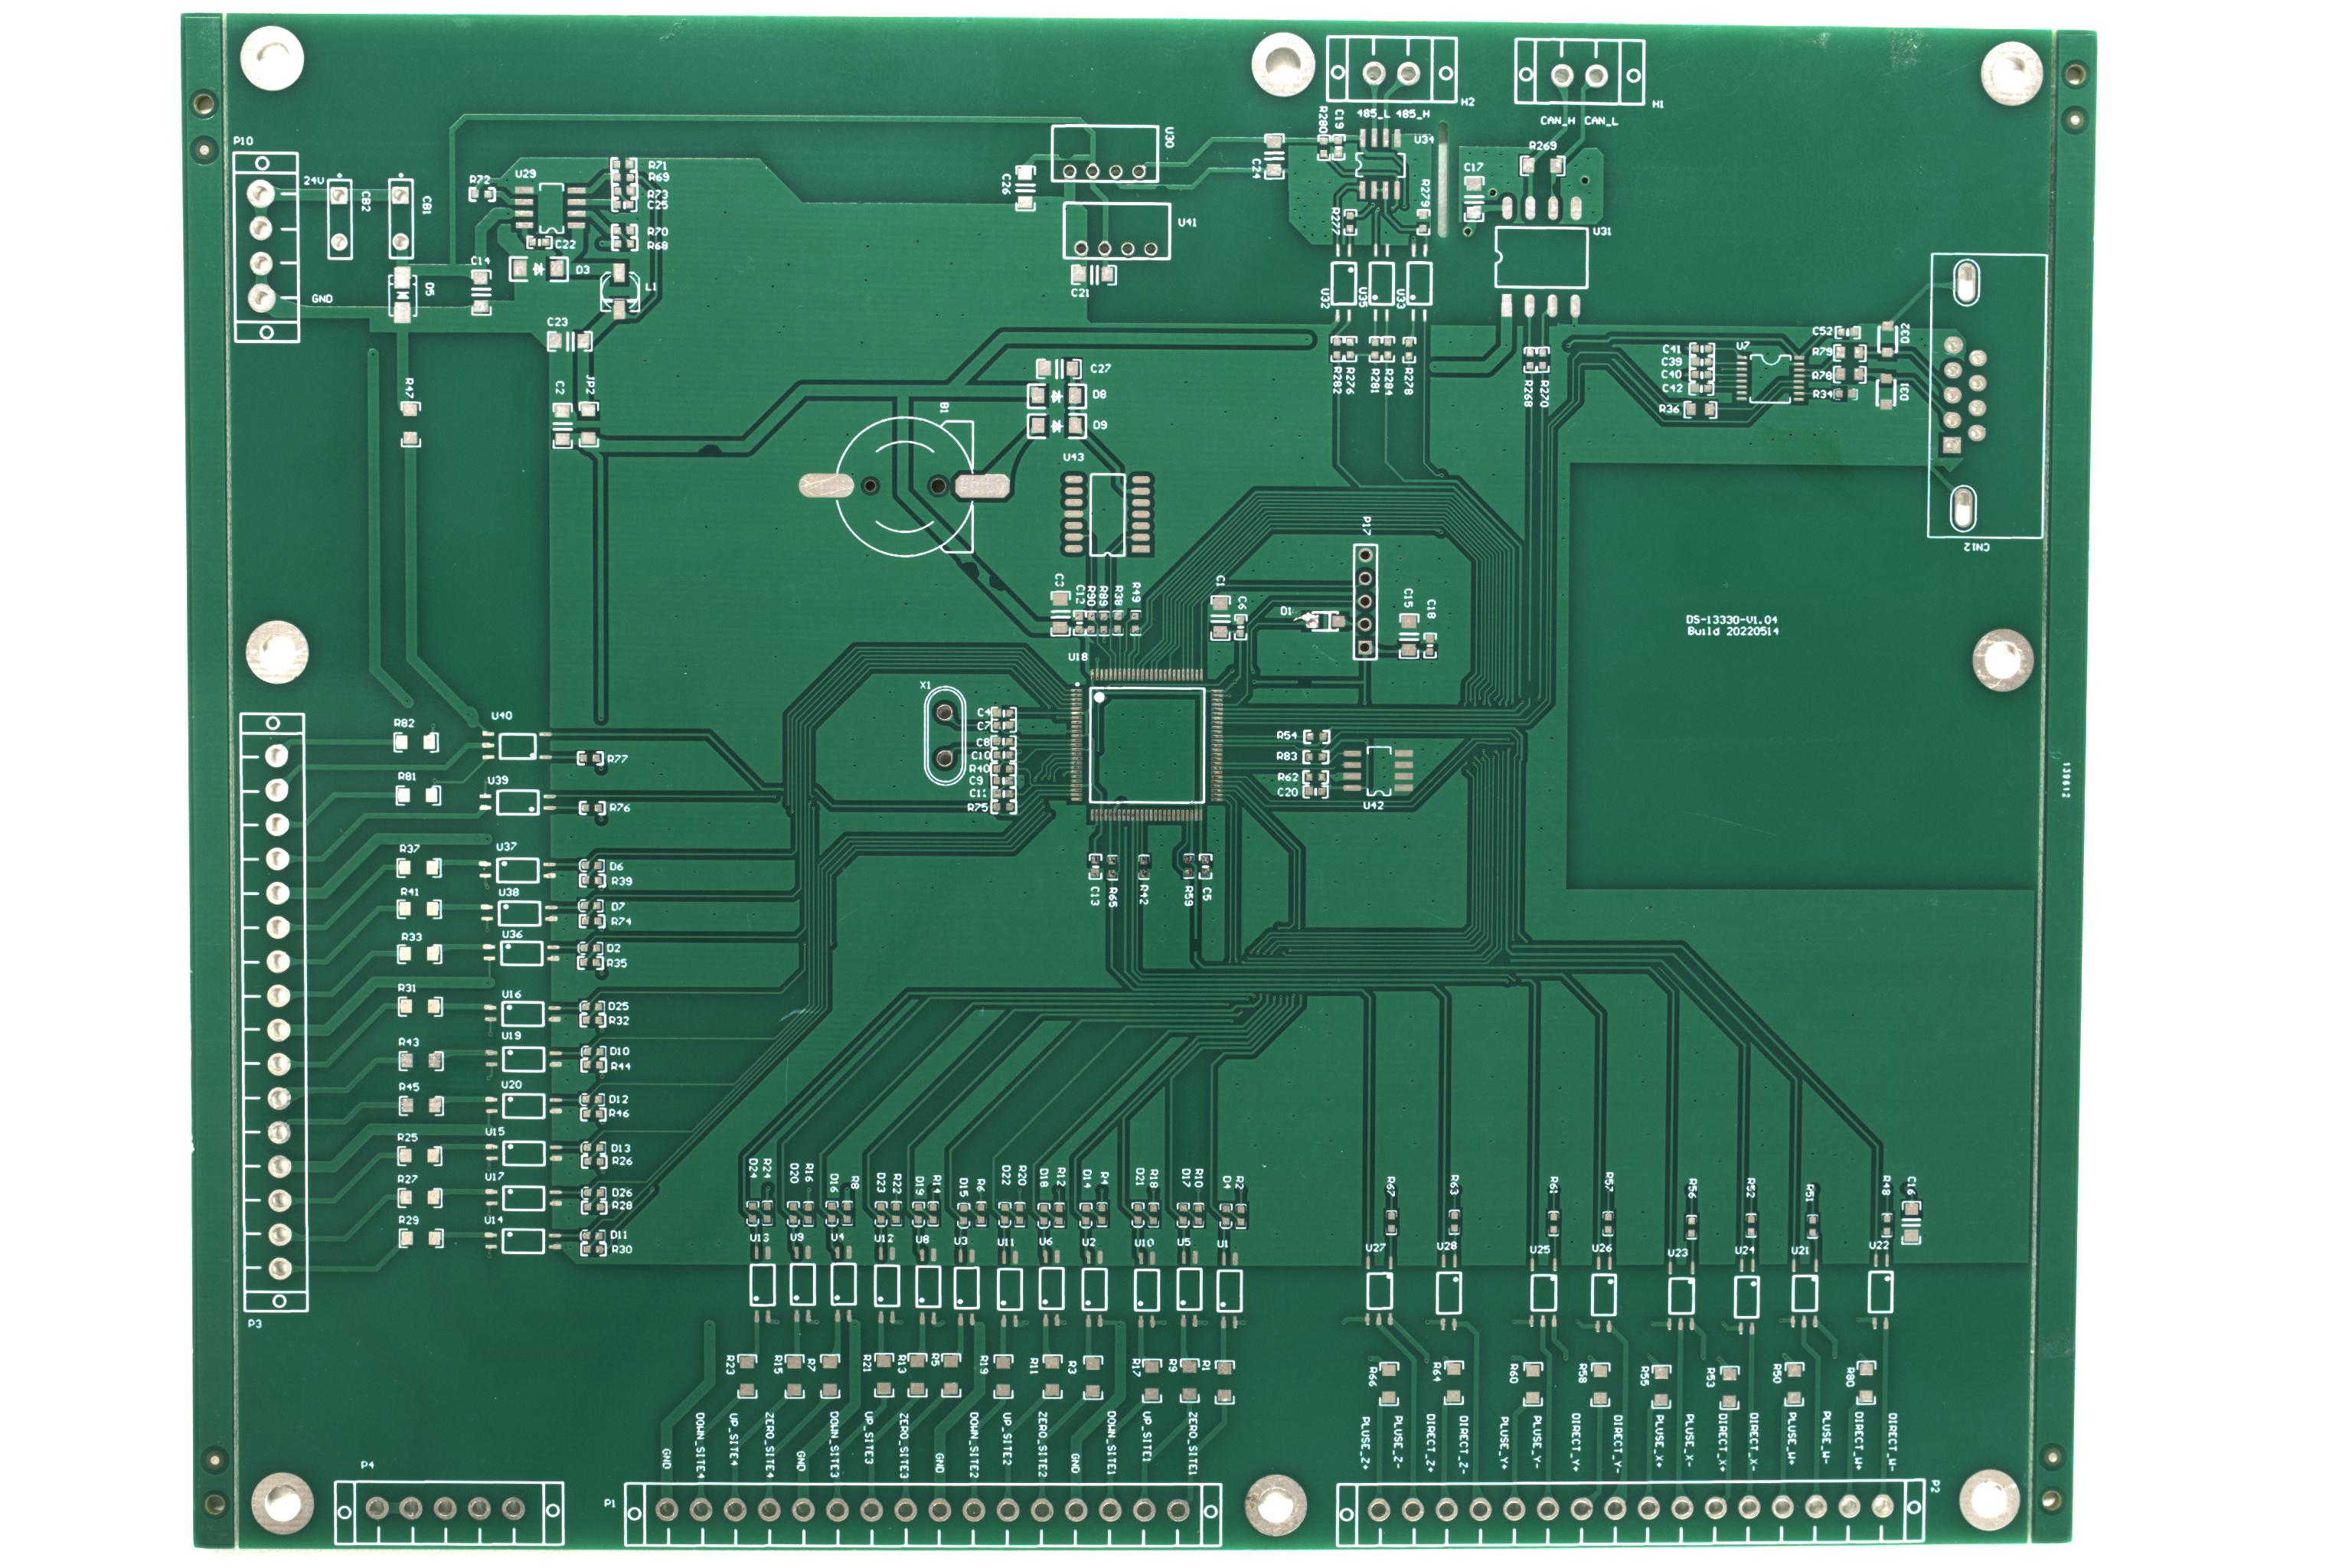 P10
24V
GND
CB2
CB1
D5
R72
U29
R71
R69
R73
C25
R70
R68
C22
D3
L1
C14
C23
C2
JP2
R47
U30
C26
C24
U41
C21
H2
485_L 485_H
R280
C19
U34
R277
R279
U32
U35
U33
H1
CAN_H CAN_L
R269
C17
U31
R282
R276
R281
R284
R278
R268
R270
C41
C39
C40
C42
R36
U7
C52
R79
R78
R34
D32
D31
CN12
C27
D8
D9
B1
U43
C3
C12
R90
R89
R38
R49
U18
X1
C4
C7
C8
C10
R40
C9
C11
R75
C1
C6
D1
P17
C15
C18
DS-13330-V1.04
Build 20220514
139612
R54
R83
R62
C20
U42
C13
R65
R42
R59
C5
R82
U40
R77
R81
U39
R76
R37
U37
D6
R39
R41
U38
D7
R74
R33
U36
D2
R35
R31
U16
D25
R32
R43
U19
D10
R44
R45
U20
D12
R46
R25
U15
D13
R26
R27
U17
D26
R28
R29
U14
D11
R30
P3
D24
R24
D20
R16
D16
R8
D23
R22
D19
R14
D15
R6
D22
R20
D18
R12
D14
R4
D21
R18
D17
R10
D4
R2
U13
U9
U4
U12
U8
U3
U11
U6
U2
U10
U5
U1
R67
R63
R61
R57
R56
R52
R51
R48
C16
U27
U28
U25
U26
U23
U24
U21
U22
R23
R15
R7
R21
R13
R5
R19
R11
R3
R17
R9
R1
R66
R64
R60
R58
R55
R53
R50
R80
GND
DOWN_SITE4
UP_SITE4
ZERO_SITE4
GND
DOWN_SITE3
UP_SITE3
ZERO_SITE3
GND
DOWN_SITE2
UP_SITE2
ZERO_SITE2
GND
DOWN_SITE1
UP_SITE1
ZERO_SITE1
PLUSE_Z+
PLUSE_Z-
DIRECT_Z+
DIRECT_Z-
PLUSE_Y+
PLUSE_Y-
DIRECT_Y+
DIRECT_Y-
PLUSE_X+
PLUSE_X-
DIRECT_X+
DIRECT_X-
PLUSE_W+
PLUSE_W-
DIRECT_W+
DIRECT_W-
P4
P1
P2